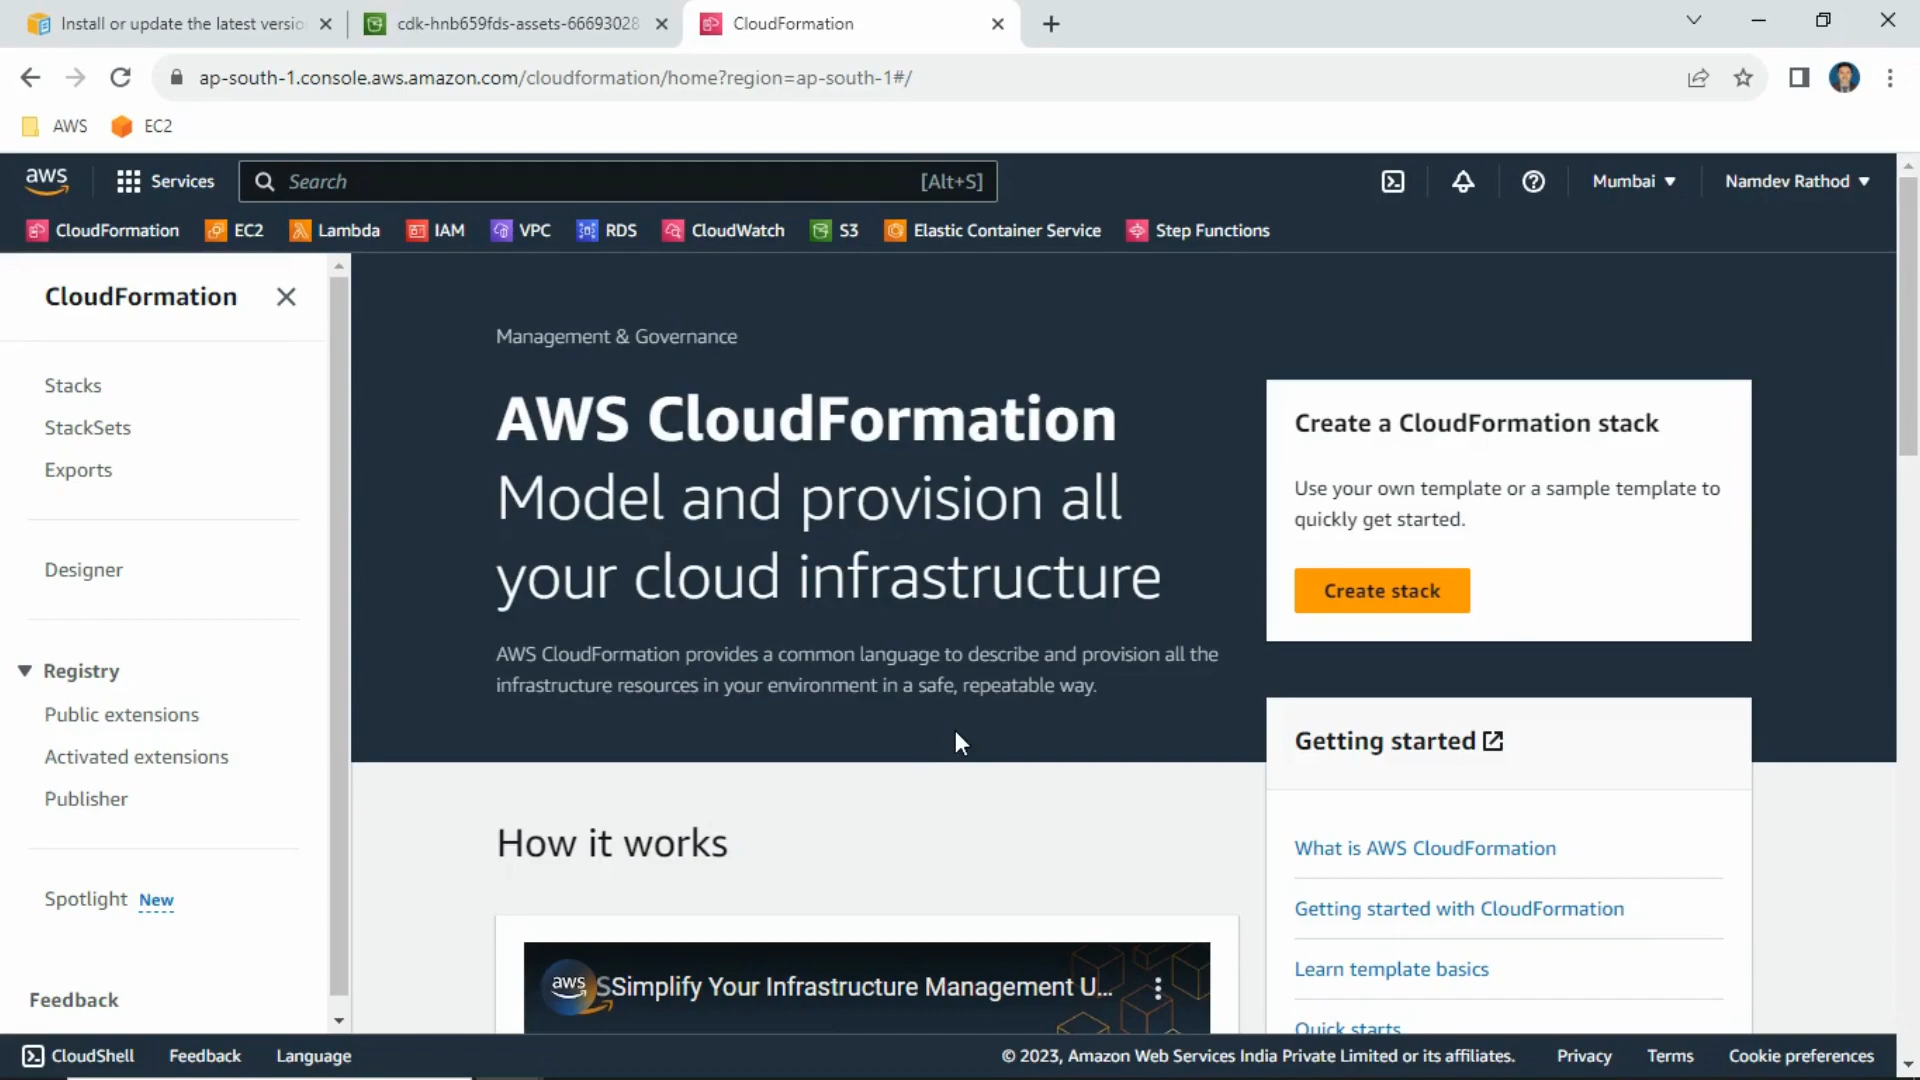 Install or update the latest versio
cdk-hnb659fds-assets-66693028
CloudFormation
ap-south-1.console.aws.amazon.com/cloudformation/home?region=ap-south-1#/
AWS
EC2
aws
Services
Search
[Alt+S]
Mumbai
Namdev Rathod
CloudFormation
EC2
Lambda
IAM
VPC
RDS
CloudWatch
S3
Elastic Container Service
Step Functions
CloudFormation
Stacks
StackSets
Exports
Designer
Registry
Public extensions
Activated extensions
Publisher
Spotlight New
Feedback
Management & Governance
AWS CloudFormation
Model and provision all
your cloud infrastructure
AWS CloudFormation provides a common language to describe and provision all the
infrastructure resources in your environment in a safe, repeatable way.
Create a CloudFormation stack
Use your own template or a sample template to
quickly get started.
Create stack
Getting started
What is AWS CloudFormation
Getting started with CloudFormation
Learn template basics
Quick starts
How it works
aws
SSimplify Your Infrastructure Management U...
CloudShell
Feedback
Language
© 2023, Amazon Web Services India Private Limited or its affiliates.
Privacy
Terms
Cookie preferences